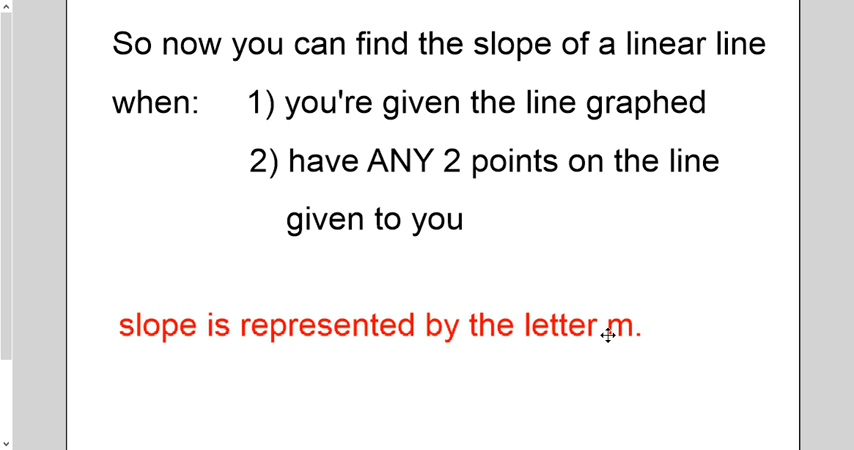 So now you can find the slope of a linear line
when: 1) you're given the line graphed
2) have ANY 2 points on the line
given to you
slope is represented by the letter m.